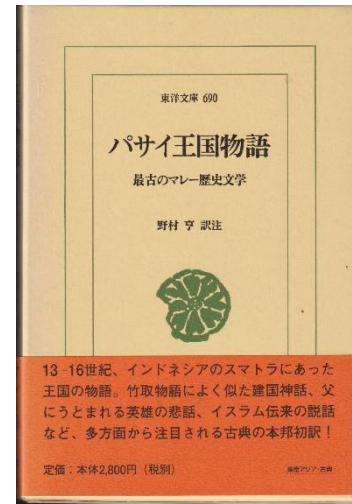 東洋文庫 690
パサイ王国物語
最古のマレー歴史文学
野村 亨 訳注
13-16世紀、インドネシアのスマトラにあった
王国の物語。竹取物語によく似た建国神話、父
にうとまれる英雄の悲話、イスラム伝来の説話
など、多方面から注目される古典の本邦初訳！
定価：本体2,800円（税別）